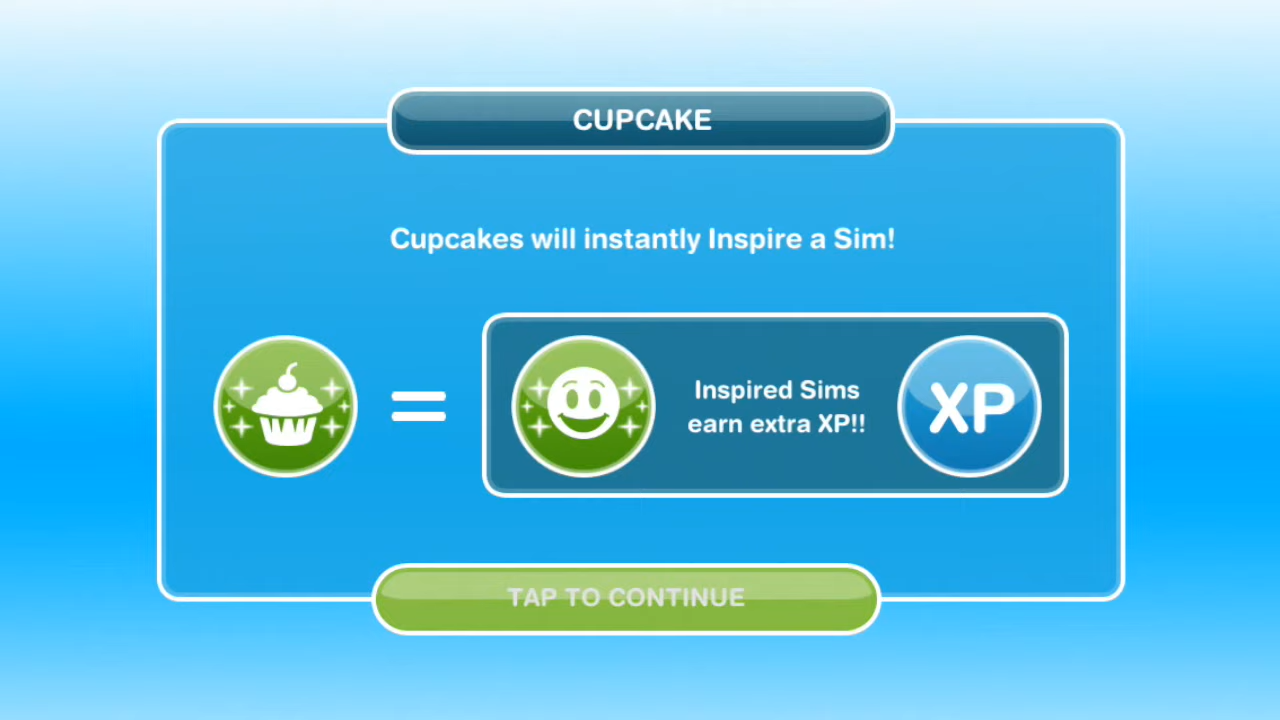 CUPCAKE
Cupcakes will instantly Inspire a Sim!
Inspired Sims
earn extra XP!!
XP
TAP TO CONTINUE